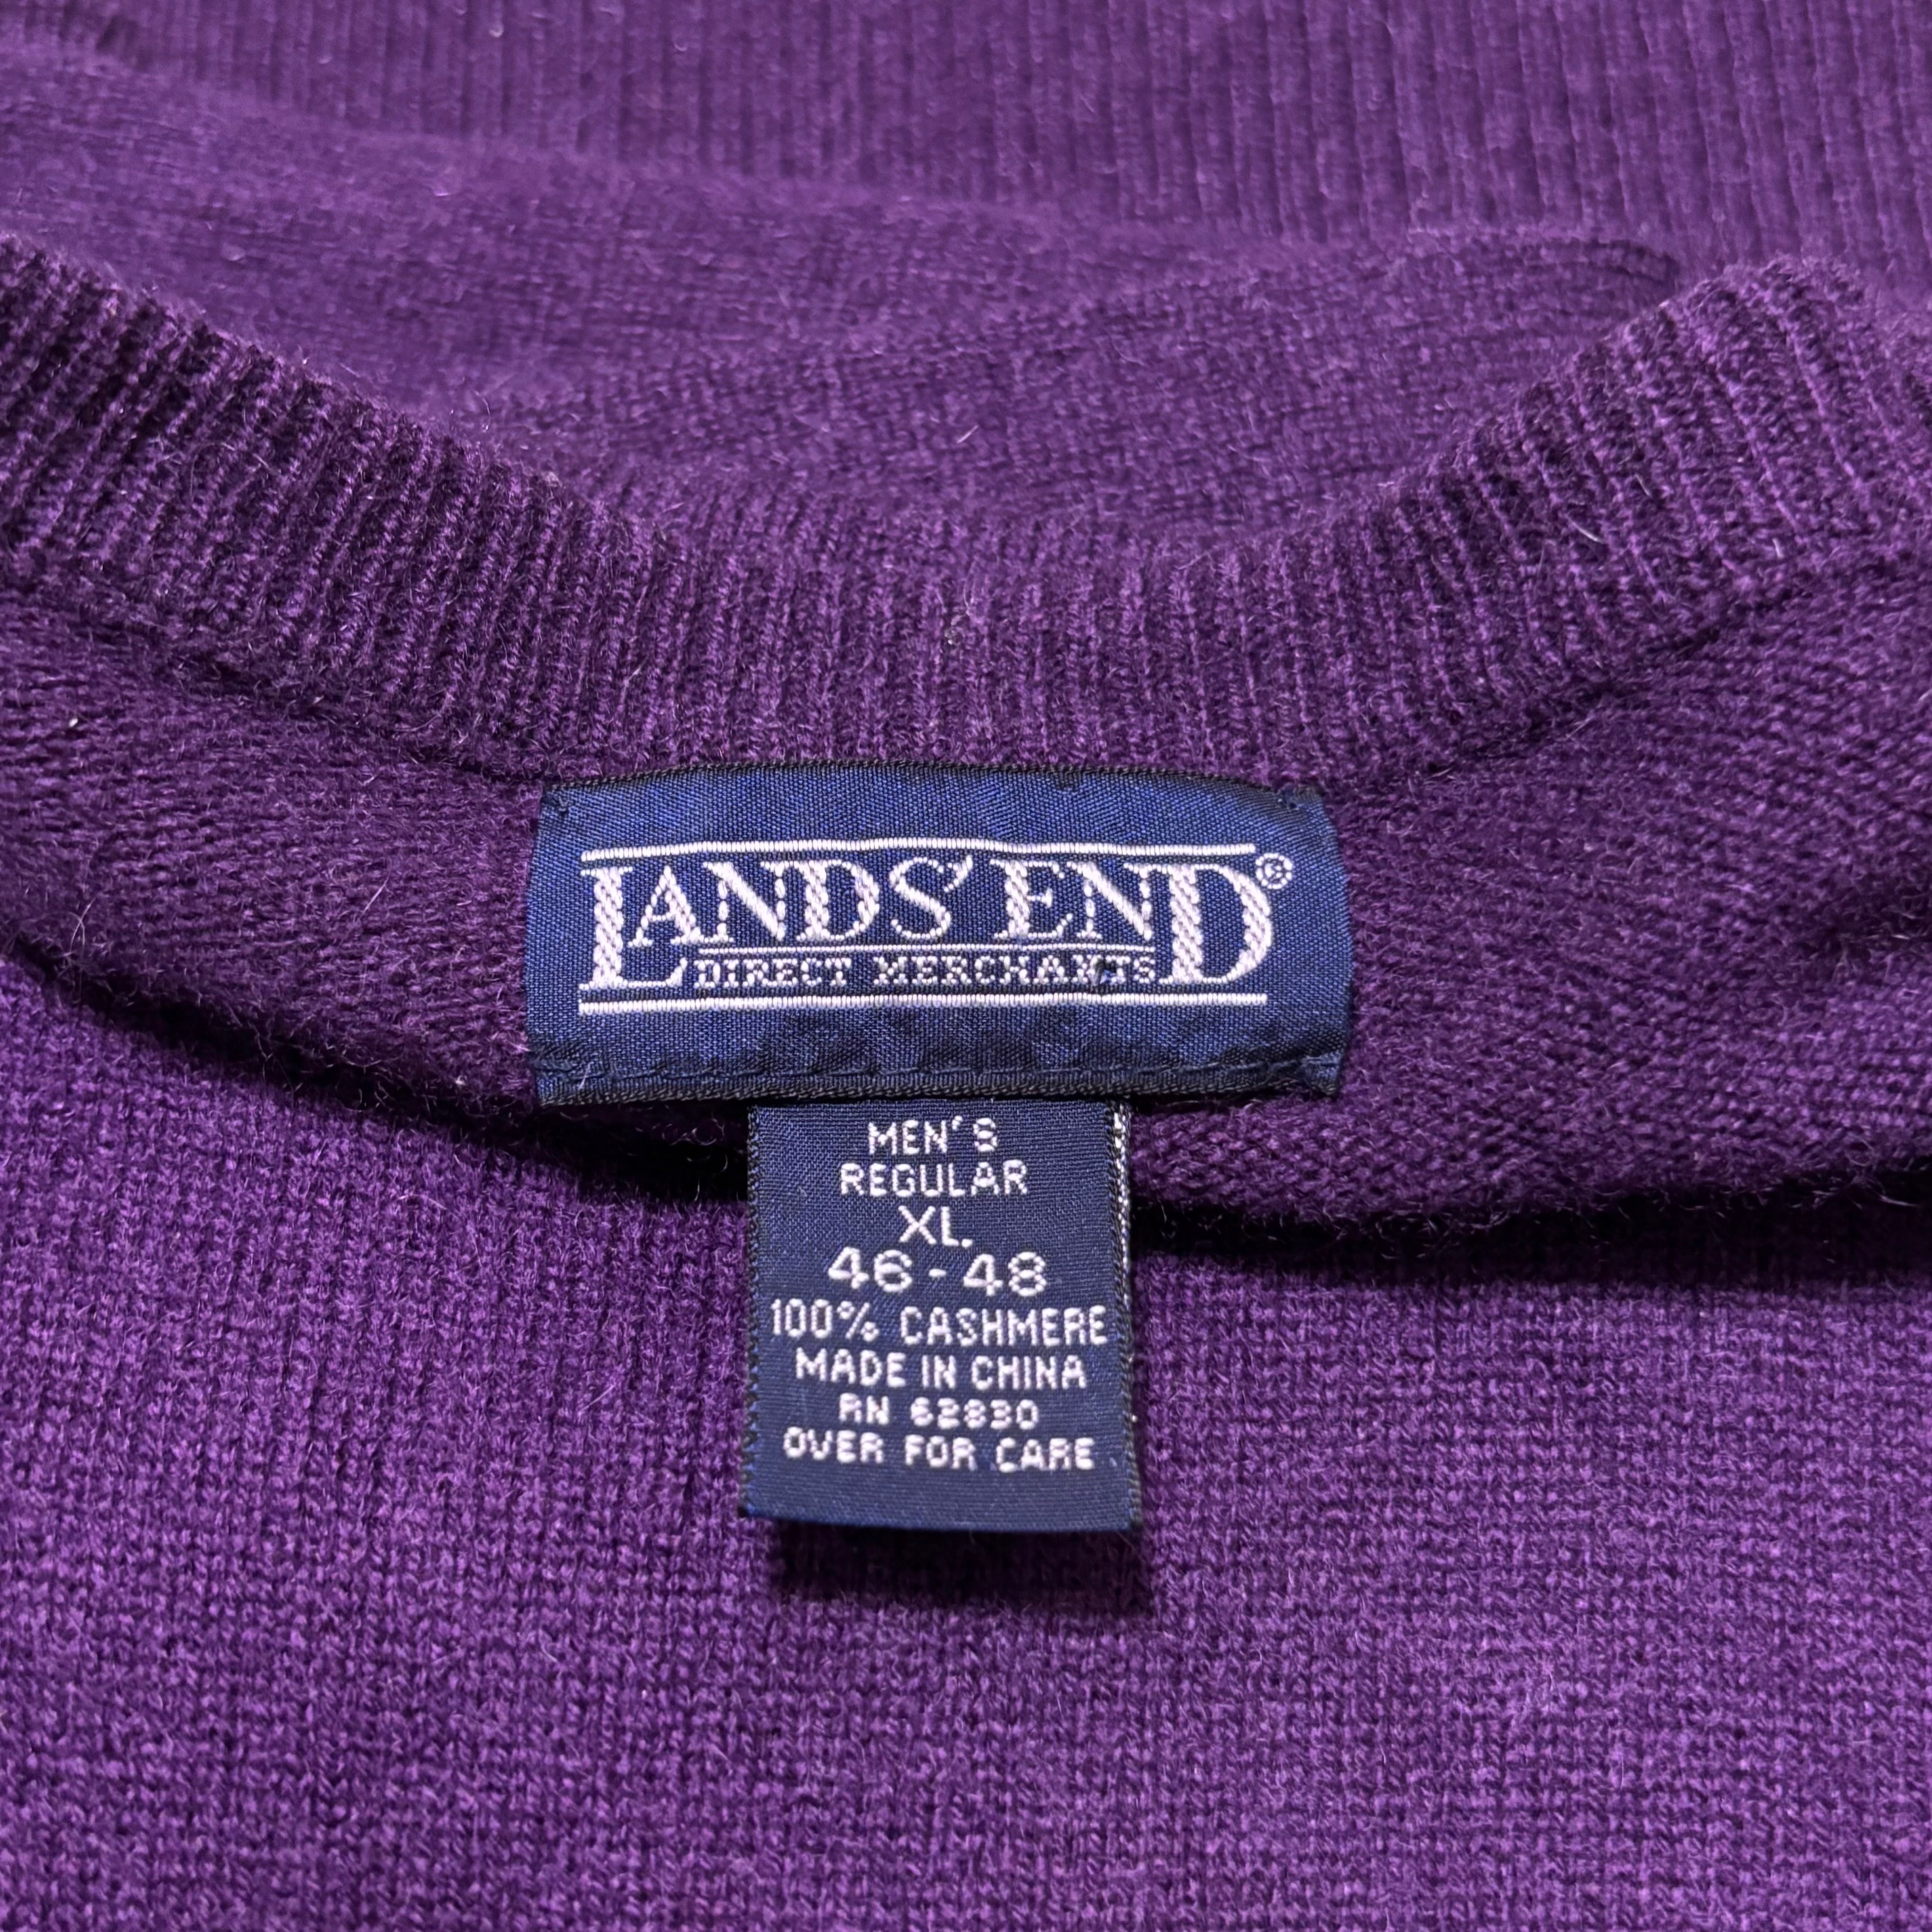 LANDS' END®
DIRECT MERCHANTS
MEN'S
REGULAR
XL.
46-48
100% CASHMERE
MADE IN CHINA
RN 62830
OVER FOR CARE